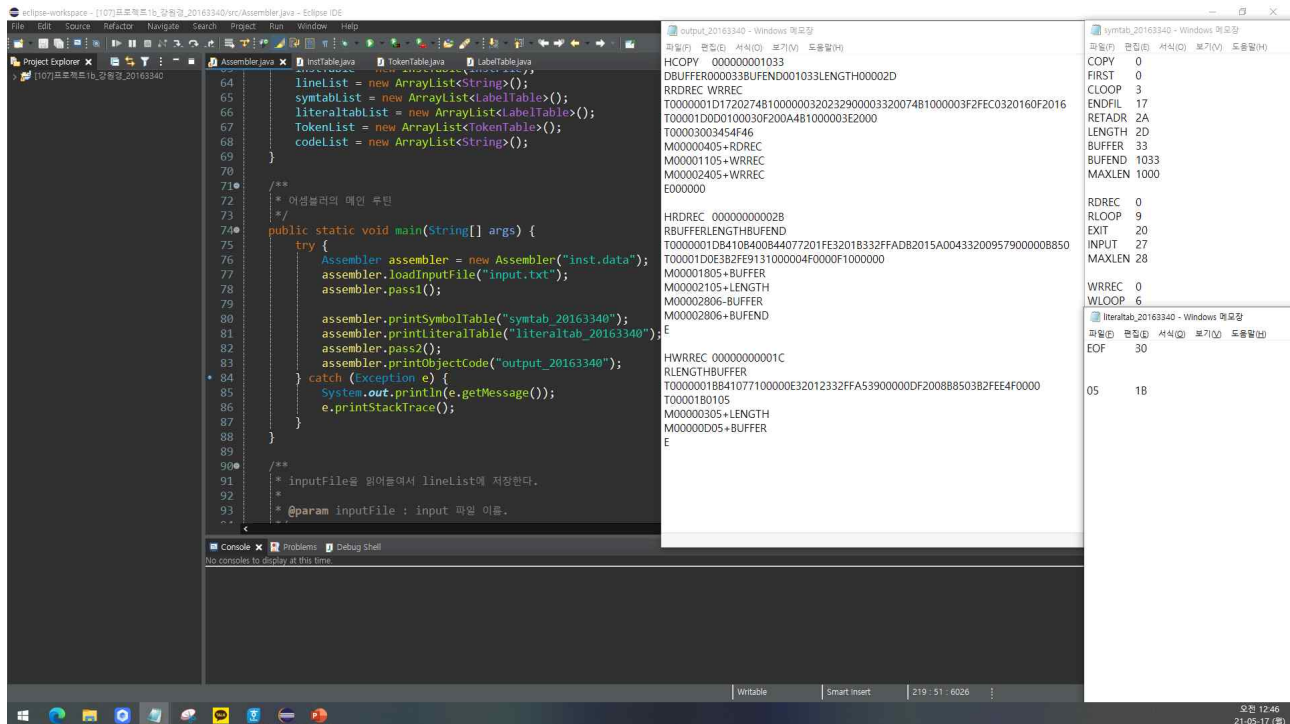 eclipse-workspace - [107]프로젝트1b_강원경_20163340/src/Assembler.java - Eclipse IDE
File Edit Source Refactor Navigate Search Project Run Window Help
Project Explorer
[107]프로젝트1b_강원경_20163340
Assembler.java InstTable.java TokenTable.java LabelTable.java
64 lineList = new ArrayList<String>();
65 symtabList = new ArrayList<LabelTable>();
66 literaltabList = new ArrayList<LabelTable>();
67 TokenList = new ArrayList<TokenTable>();
68 codeList = new ArrayList<String>();
69 }
70
71 /**
72 * 어셈블러의 메인 루틴
73 */
74 public static void main(String[] args) {
75 try {
76 Assembler assembler = new Assembler("inst.data");
77 assembler.loadInputFile("input.txt");
78 assembler.pass1();
79
80 assembler.printSymbolTable("symtab_20163340");
81 assembler.printLiteralTable("literaltab_20163340");
82 assembler.pass2();
83 assembler.printObjectCode("output_20163340");
84 } catch (Exception e) {
85 System.out.println(e.getMessage());
86 e.printStackTrace();
87 }
88 }
89
90 /**
91 * inputFile을 읽어들여서 lineList에 저장한다.
92 *
93 * @param inputFile : input 파일 이름.
Console Problems Debug Shell
No consoles to display at this time.
Writable Smart Insert 219 : 51 : 6026
output_20163340 - Windows 메모장
파일(F) 편집(E) 서식(O) 보기(V) 도움말(H)
HCOPY 000000001033
DBUFFER000033BUFEND001033LENGTH00002D
RRDREC WRREC
T0000001D1720274B1000000320232900003320074B1000003F2FEC0320160F2016
T00001D0D0100030F200A4B1000003E2000
T00003003454F46
M00000405+RDREC
M00001105+WRREC
M00002405+WRREC
E000000
HRDREC 00000000002B
RBUFFERLENGTHBUFEND
T0000001DB410B400B44077201FE3201B332FFADB2015A00433200957900000B850
T00001D0E3B2FE9131000004F0000F1000000
M00001805+BUFFER
M00002105+LENGTH
M00002806-BUFFER
M00002806+BUFEND
E
HWRREC 00000000001C
RLENGTHBUFFER
T0000001BB41077100000E32012332FFA53900000DF2008B8503B2FEE4F0000
T00001B0105
M00000305+LENGTH
M00000D05+BUFFER
E
symtab_20163340 - Windows 메모장
파일(F) 편집(E) 서식(O) 보기(V) 도움말(H)
COPY 0
FIRST 0
CLOOP 3
ENDFIL 17
RETADR 2A
LENGTH 2D
BUFFER 33
BUFEND 1033
MAXLEN 1000
RDREC 0
RLOOP 9
EXIT 20
INPUT 27
MAXLEN 28
WRREC 0
WLOOP 6
literaltab_20163340 - Windows 메모장
파일(F) 편집(E) 서식(O) 보기(V) 도움말(H)
EOF 30
05 1B
오전 12:46
21-05-17 (월)